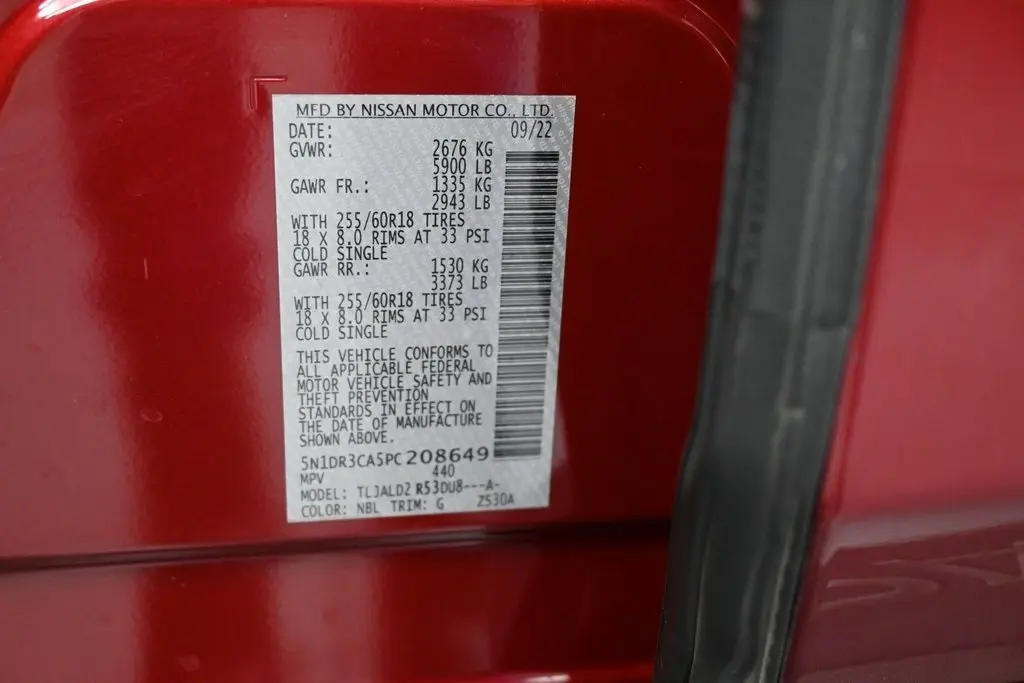 MFD BY NISSAN MOTOR CO., LTD.
DATE: 09/22
GVWR: 2676 KG
5900 LB
GAWR FR.: 1335 KG
2943 LB
WITH 255/60R18 TIRES
18 X 8.0 RIMS AT 33 PSI
COLD SINGLE
GAWR RR.: 1530 KG
3373 LB
WITH 255/60R18 TIRES
18 X 8.0 RIMS AT 33 PSI
COLD SINGLE
THIS VEHICLE CONFORMS TO
ALL APPLICABLE FEDERAL
MOTOR VEHICLE SAFETY AND
THEFT PREVENTION
STANDARDS IN EFFECT ON
THE DATE OF MANUFACTURE
SHOWN ABOVE.
5N1DR3CA5PC208649
MPV 440
MODEL: TLJALD2 R53DU8---A-
COLOR: NBL TRIM: G Z530A